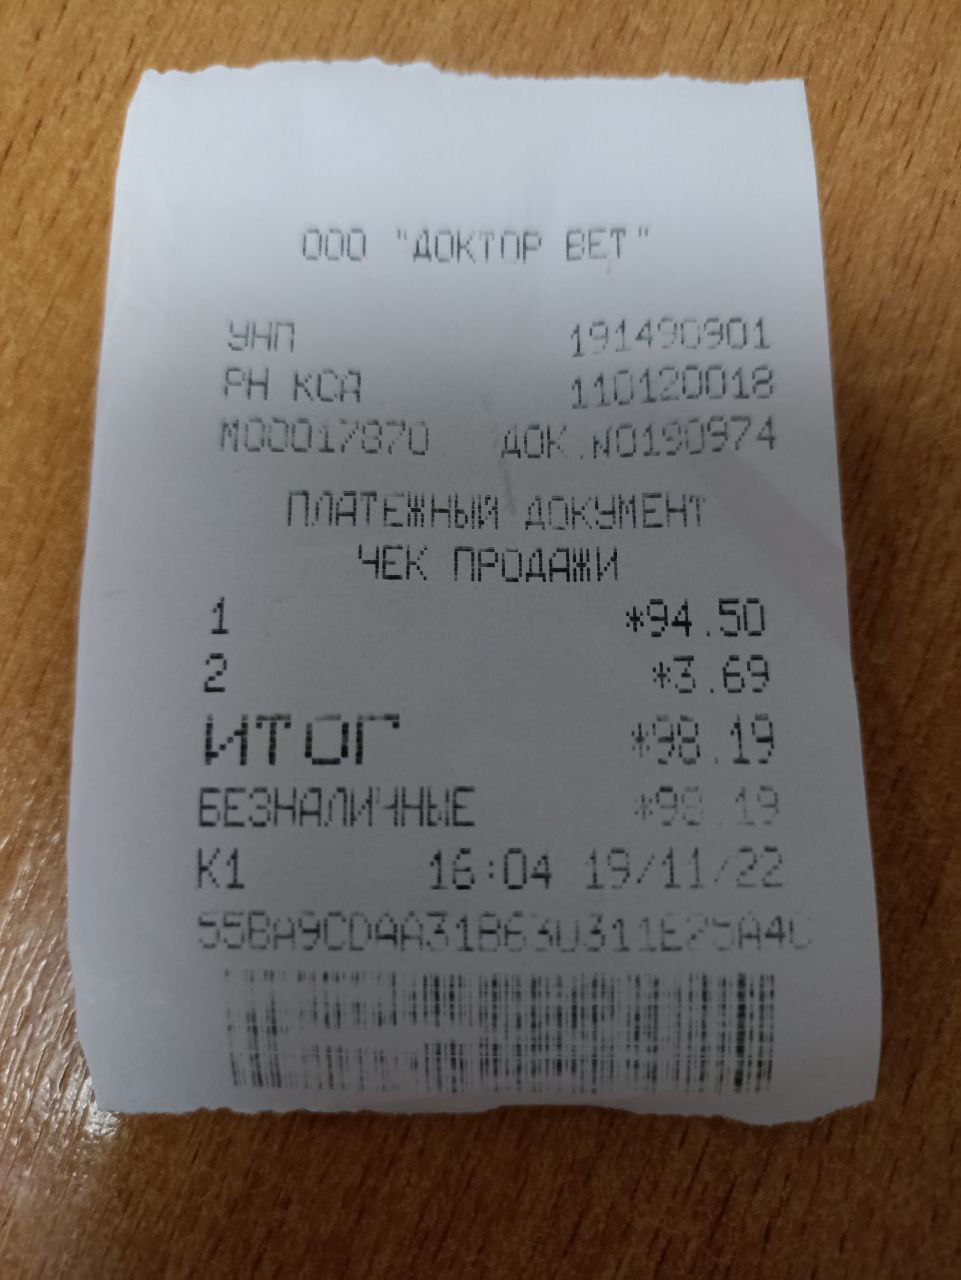 ООО "ДОКТОР ВЕТ"
УНП 191490901
РН КСА 110120018
М00017870 ДОК.N0190974
ПЛАТЕЖНЫЙ ДОКУМЕНТ
ЧЕК ПРОДАЖИ
1 *94.50
2 *3.69
ИТОГ *98.19
БЕЗНАЛИЧНЫЕ *98.19
К1 16:04 19/11/22